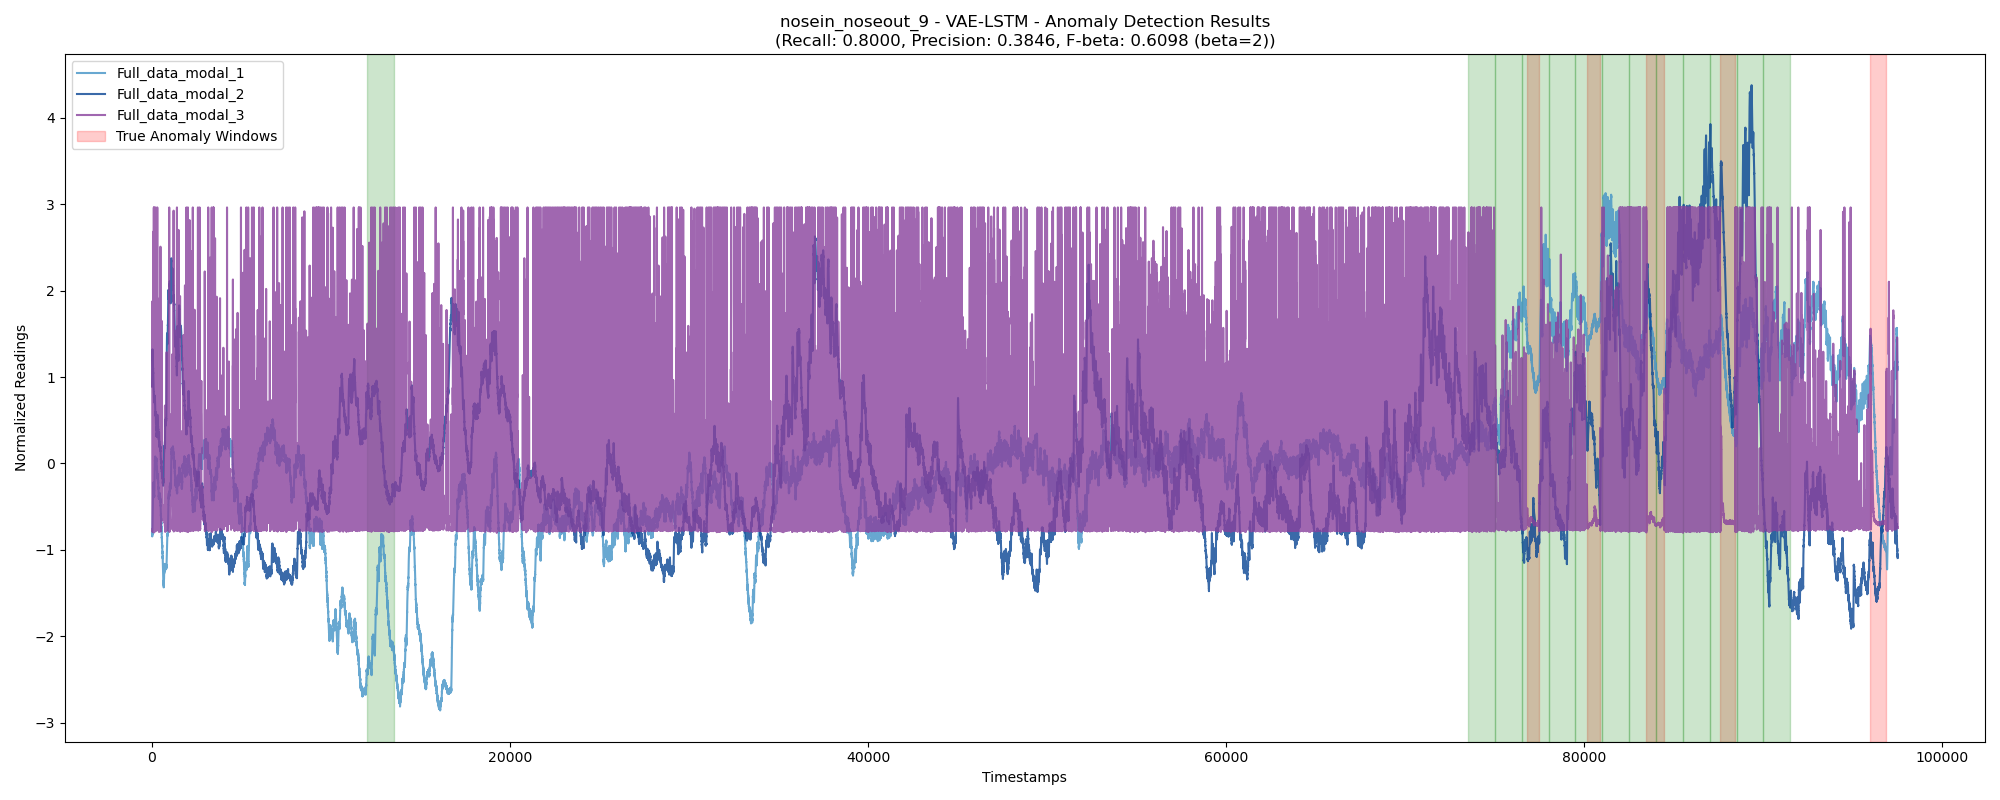 nosein_noseout_9 - VAE-LSTM - Anomaly Detection Results
(Recall: 0.8000, Precision: 0.3846, F-beta: 0.6098 (beta=2))
Full_data_modal_1
Full_data_modal_2
Full_data_modal_3
True Anomaly Windows
Normalized Readings
4
3
2
1
0
−1
−2
−3
0
20000
40000
60000
80000
100000
Timestamps